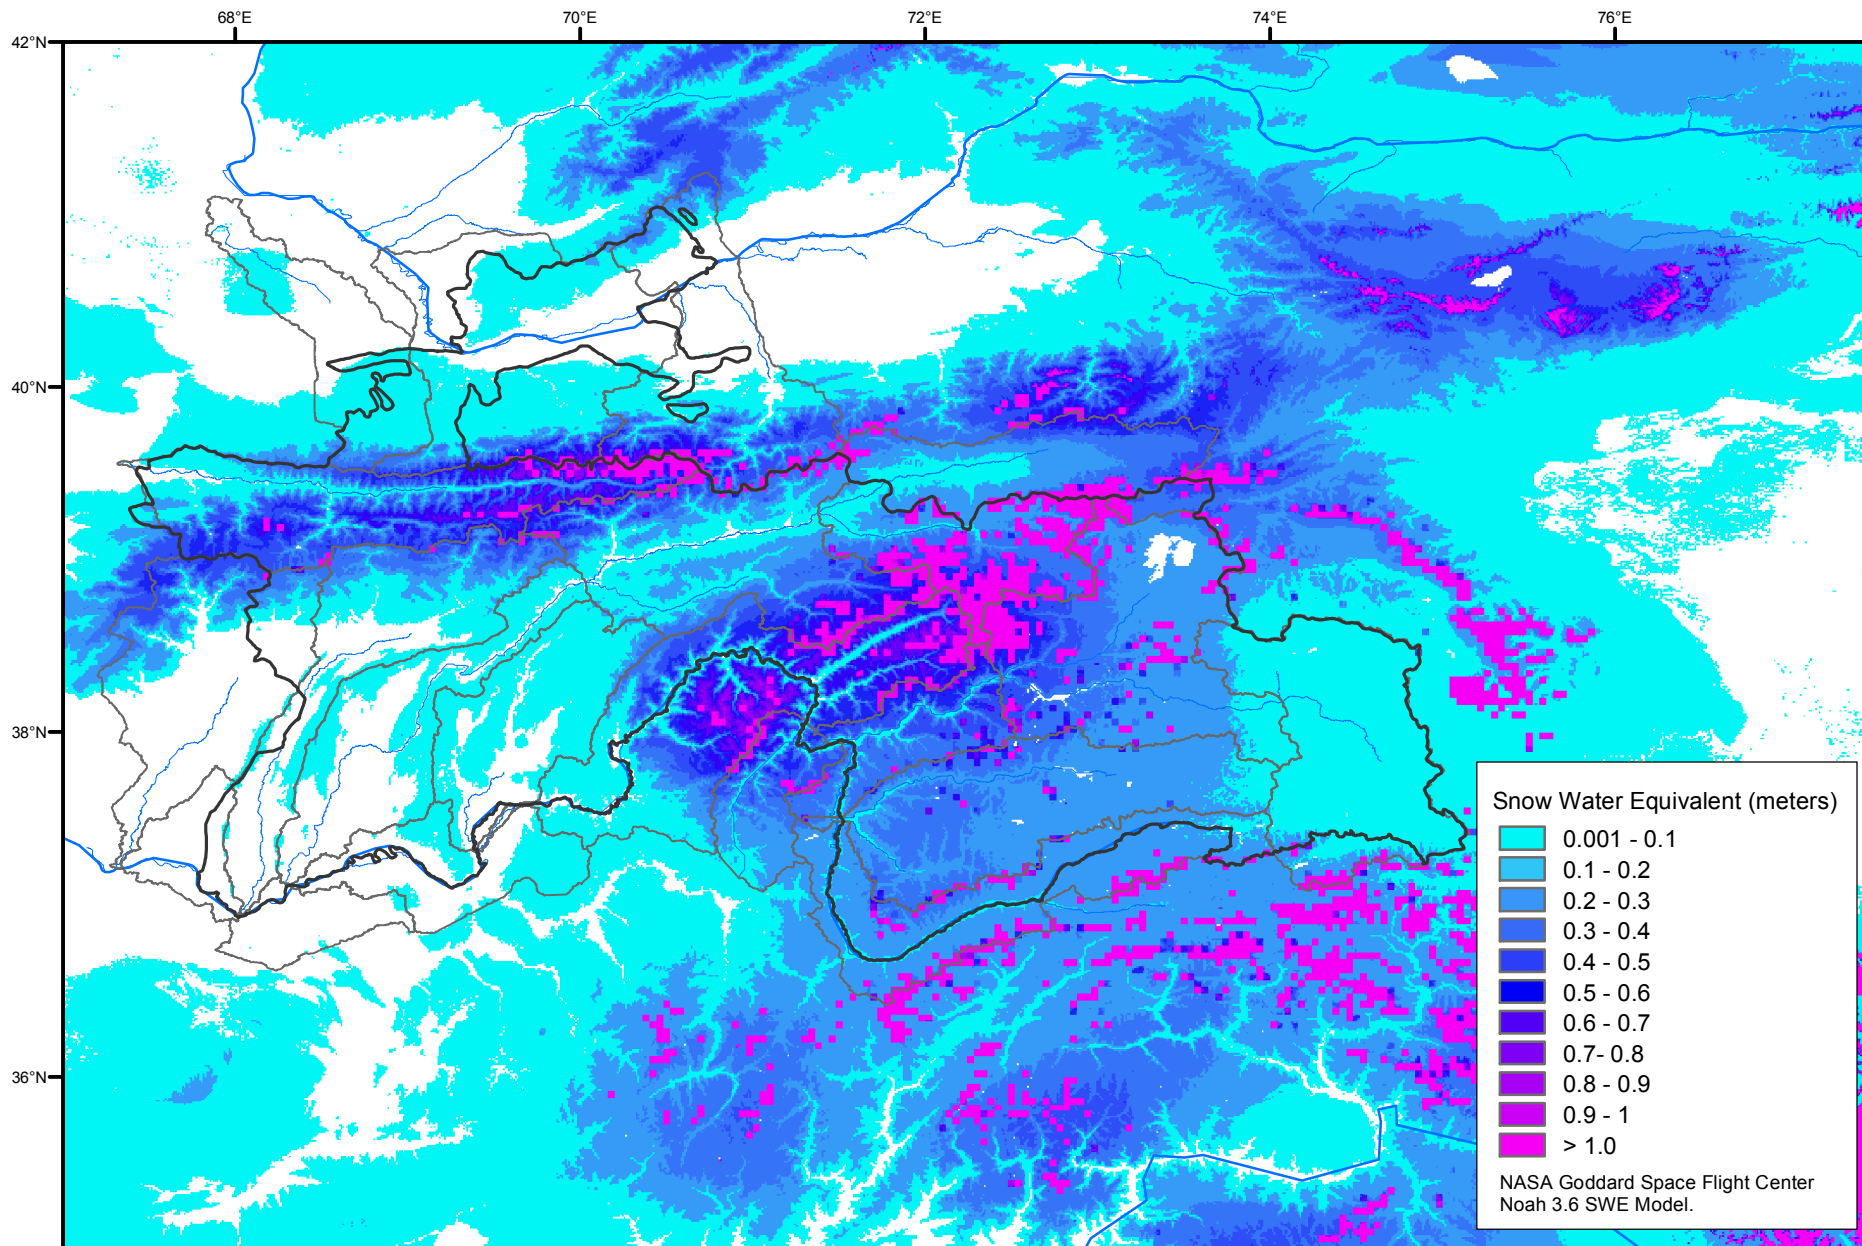 68°E 70°E 72°E 74°E 76°E
42°N
40°N
38°N
36°N
Snow Water Equivalent (meters)
0.001 - 0.1
0.1 - 0.2
0.2 - 0.3
0.3 - 0.4
0.4 - 0.5
0.5 - 0.6
0.6 - 0.7
0.7- 0.8
0.8 - 0.9
0.9 - 1
> 1.0
NASA Goddard Space Flight Center
Noah 3.6 SWE Model.